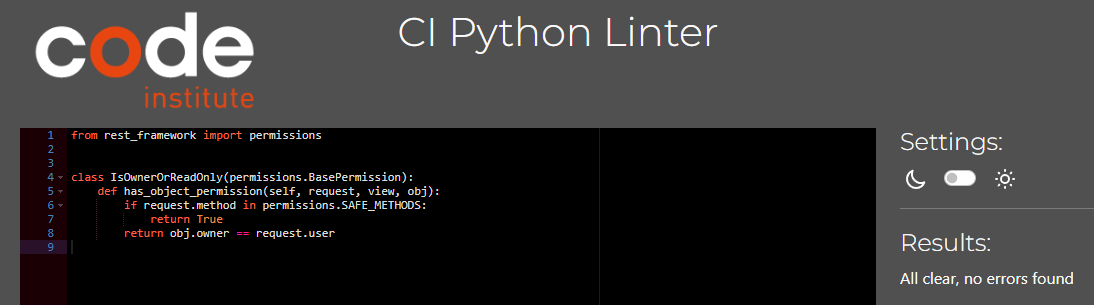 code
institute
CI Python Linter
1 from rest_framework import permissions
2
3
4 class IsOwnerOrReadOnly(permissions.BasePermission):
5     def has_object_permission(self, request, view, obj):
6         if request.method in permissions.SAFE_METHODS:
7             return True
8         return obj.owner == request.user
9
Settings:
Results:
All clear, no errors found